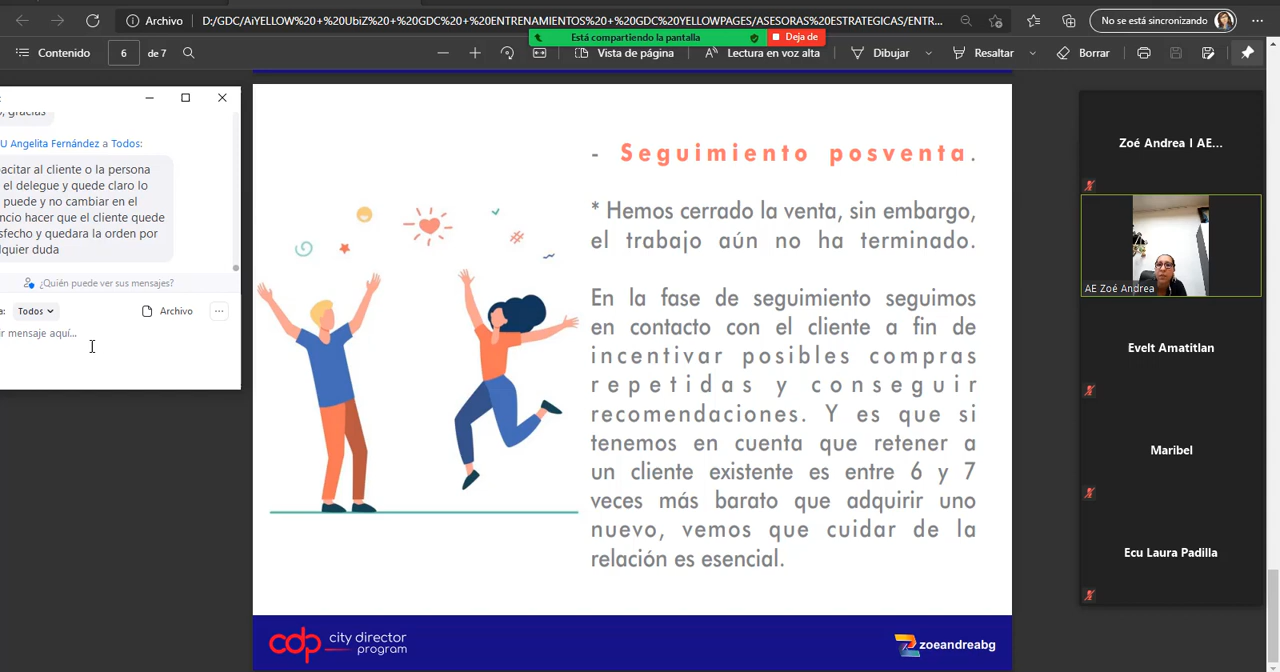 Archivo
D:/GDC/AiYELLOW%20+%20UbiZ%20+%20GDC%20+%20ENTRENAMIENTOS%20+%20GDC%20YELLOWPAGES/ASESORAS%20ESTRATEGICAS/ENTR...
No se está sincronizando
Está compartiendo la pantalla
Deja de
Contenido
6
de 7
Vista de página
Lectura en voz alta
Dibujar
Resaltar
Borrar
gracias
U Angelita Fernández a Todos:
acitar al cliente o la persona
el delegue y quede claro lo
puede y no cambiar en el
ncio hacer que el cliente quede
sfecho y quedara la orden por
lquier duda
¿Quién puede ver sus mensajes?
a: Todos
Archivo
...
ir mensaje aquí...
- Seguimiento posventa.
* Hemos cerrado la venta, sin embargo,
el trabajo aún no ha terminado.
En la fase de seguimiento seguimos
en contacto con el cliente a fin de
incentivar posibles compras
repetidas y conseguir
recomendaciones. Y es que si
tenemos en cuenta que retener a
un cliente existente es entre 6 y 7
veces más barato que adquirir uno
nuevo, vemos que cuidar de la
relación es esencial.
cdp city director
program
zoeandreabg
Zoé Andrea I AE...
AE Zoé Andrea
Evelt Amatitlan
Maribel
Ecu Laura Padilla